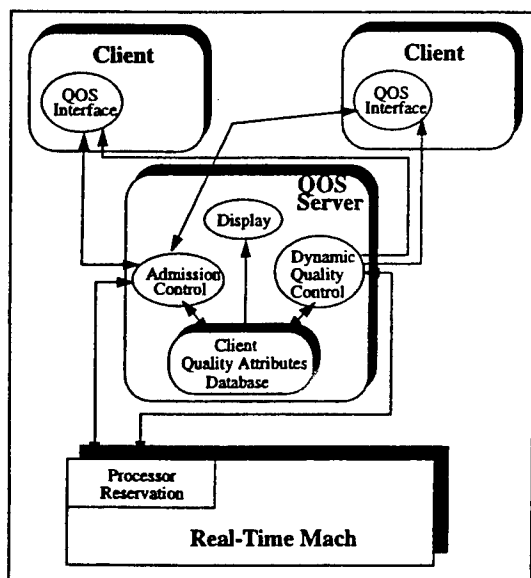 Client
QOS
Interface
Client
QOS
Interface
QOS
Server
Display
Admission
Control
Dynamic
Quality
Control
Client
Quality Attributes
Database
Processor
Reservation
Real-Time Mach